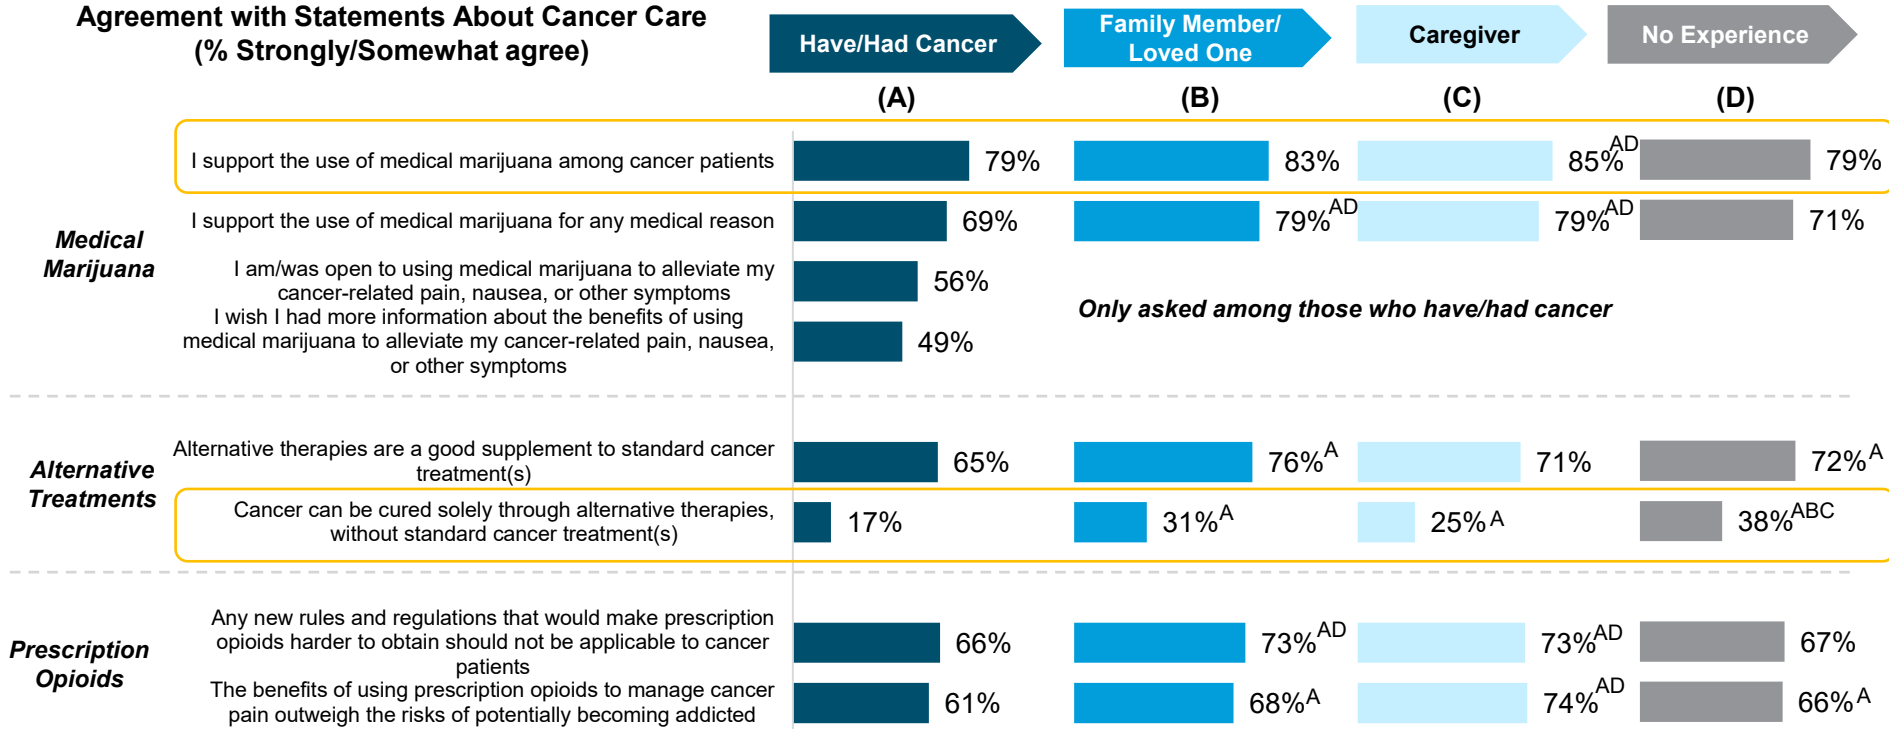 Agreement with Statements About Cancer Care
(% Strongly/Somewhat agree)
Have/Had Cancer
Family Member/
Loved One
Caregiver
No Experience
(A)
(B)
(C)
(D)
Medical
Marijuana
I support the use of medical marijuana among cancer patients
79%
83%
85%AD
79%
I support the use of medical marijuana for any medical reason
69%
79%AD
79%AD
71%
I am/was open to using medical marijuana to alleviate my
cancer-related pain, nausea, or other symptoms
56%
I wish I had more information about the benefits of using
medical marijuana to alleviate my cancer-related pain, nausea,
or other symptoms
49%
Only asked among those who have/had cancer
Alternative
Treatments
Alternative therapies are a good supplement to standard cancer
treatment(s)
65%
76%A
71%
72%A
Cancer can be cured solely through alternative therapies,
without standard cancer treatment(s)
17%
31%A
25%A
38%ABC
Prescription
Opioids
Any new rules and regulations that would make prescription
opioids harder to obtain should not be applicable to cancer
patients
66%
73%AD
73%AD
67%
The benefits of using prescription opioids to manage cancer
pain outweigh the risks of potentially becoming addicted
61%
68%A
74%AD
66%A